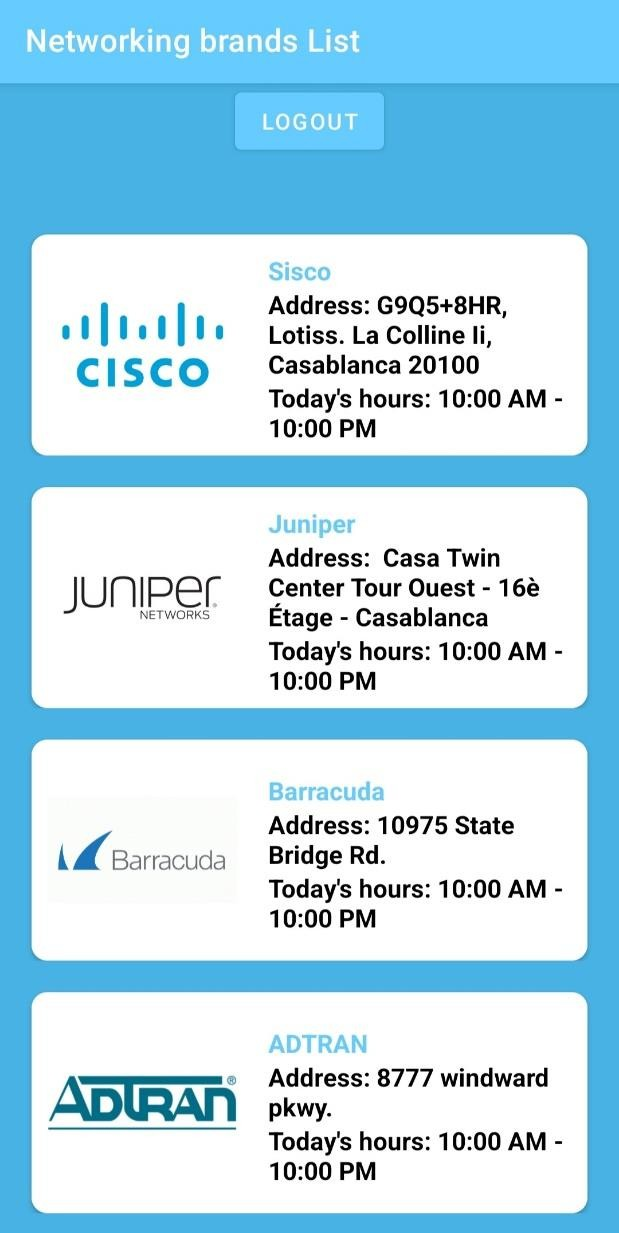 Networking brands List
LOGOUT
CISCO
Sisco
Address: G9Q5+8HR,
Lotiss. La Colline Ii,
Casablanca 20100
Today's hours: 10:00 AM -
10:00 PM
JUNIPer
NETWORKS
Juniper
Address:  Casa Twin
Center Tour Ouest - 16è
Étage - Casablanca
Today's hours: 10:00 AM -
10:00 PM
Barracuda
Barracuda
Address: 10975 State
Bridge Rd.
Today's hours: 10:00 AM -
10:00 PM
ADTRAN®
ADTRAN
Address: 8777 windward
pkwy.
Today's hours: 10:00 AM -
10:00 PM